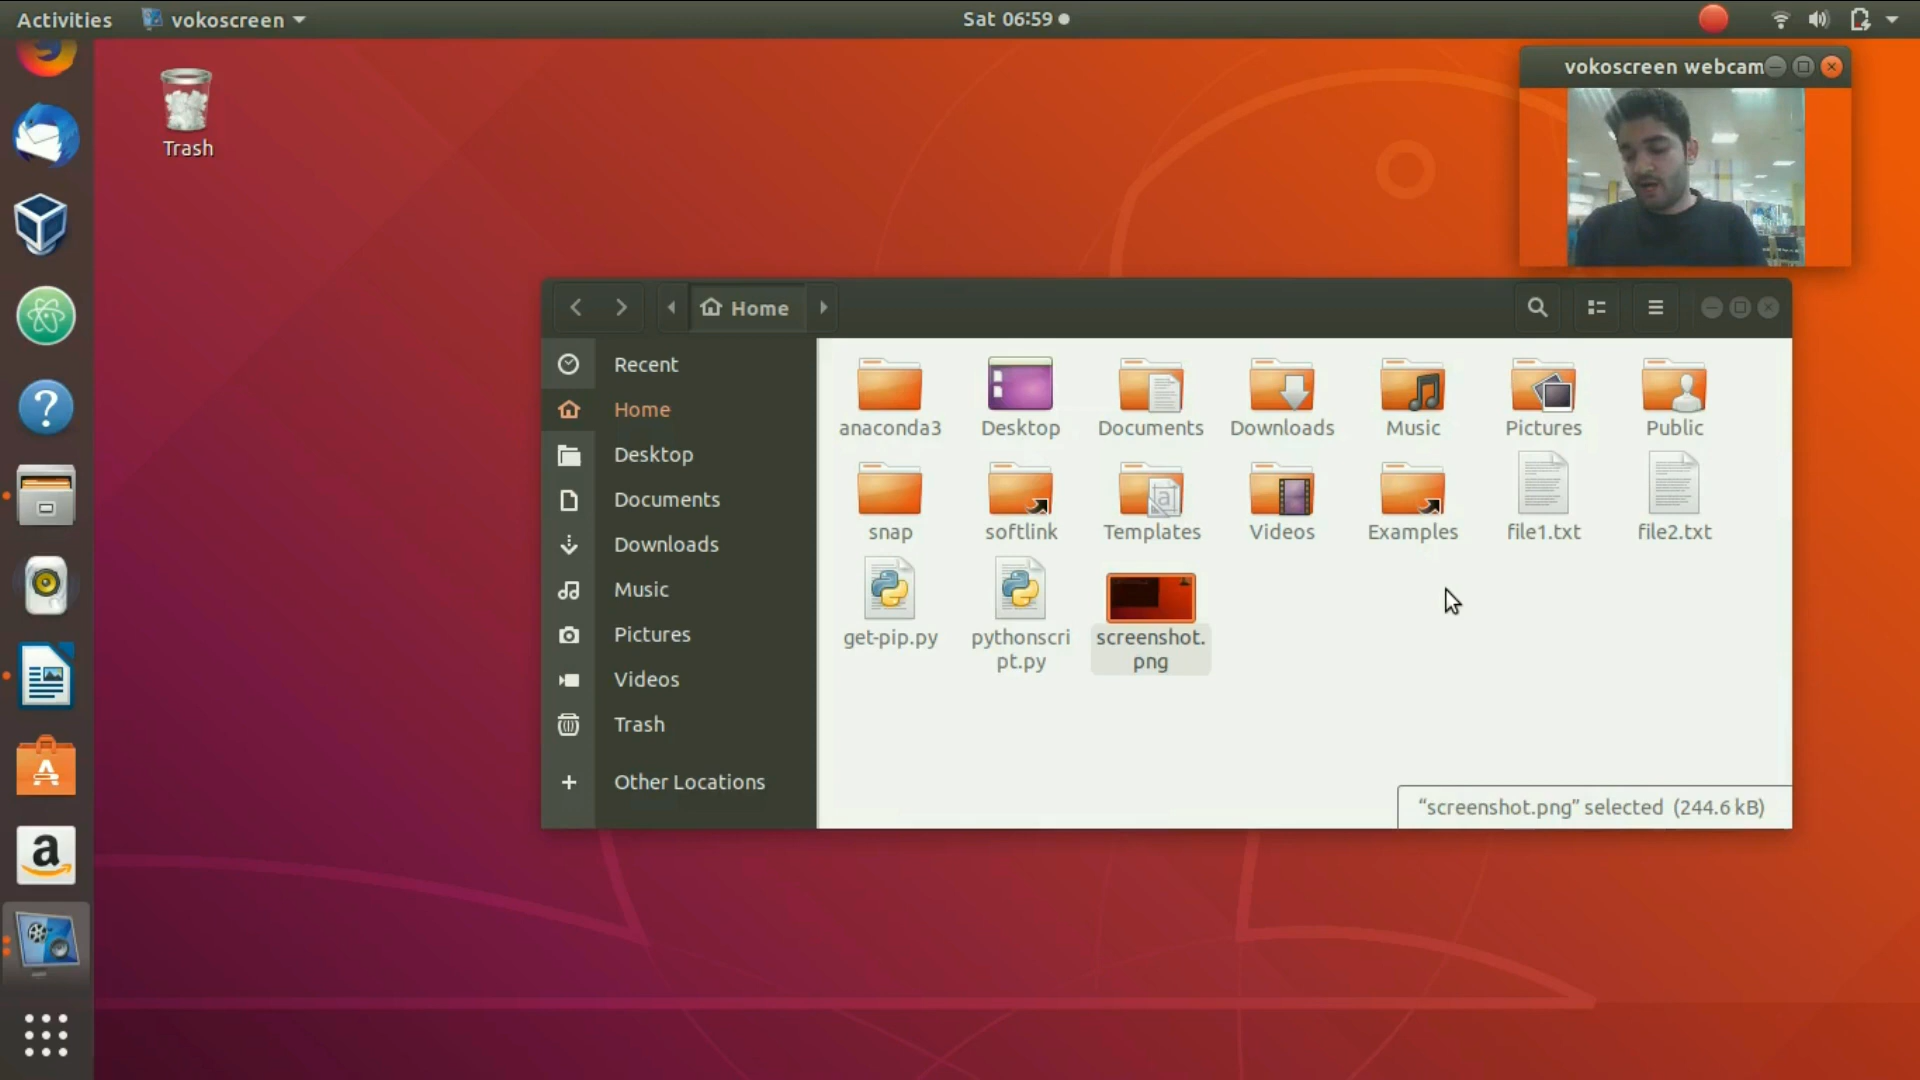 Activities
vokoscreen
Sat 06:59
vokoscreen webcam
Trash
Home
Recent
Home
Desktop
Documents
Downloads
Music
Pictures
Videos
Trash
Other Locations
anaconda3
Desktop
Documents
Downloads
Music
Pictures
Public
snap
softlink
Templates
Videos
Examples
file1.txt
file2.txt
get-pip.py
pythonscri
pt.py
screenshot.
png
“screenshot.png” selected (244.6 kB)